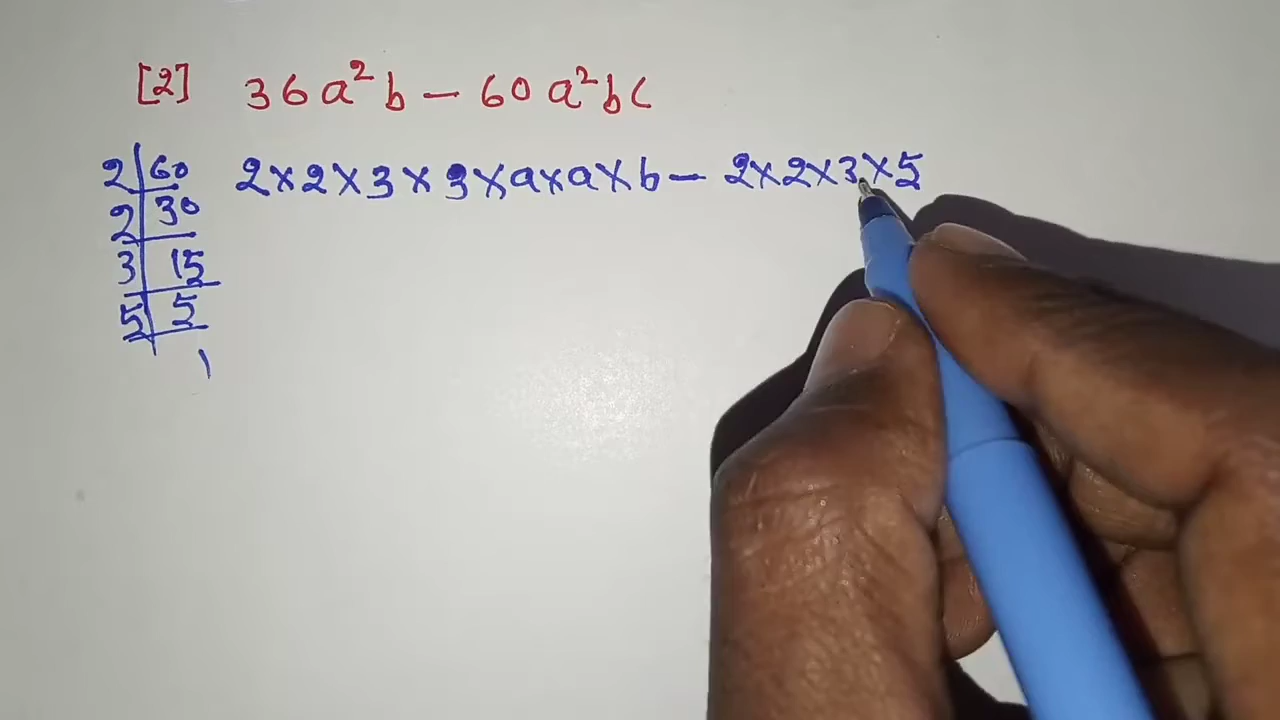 [2] 36a²b - 60a²bc
2 | 60
2×2×3×3×a×a×b - 2×2×3×5
2 | 30
3 | 15
5 | 5
1